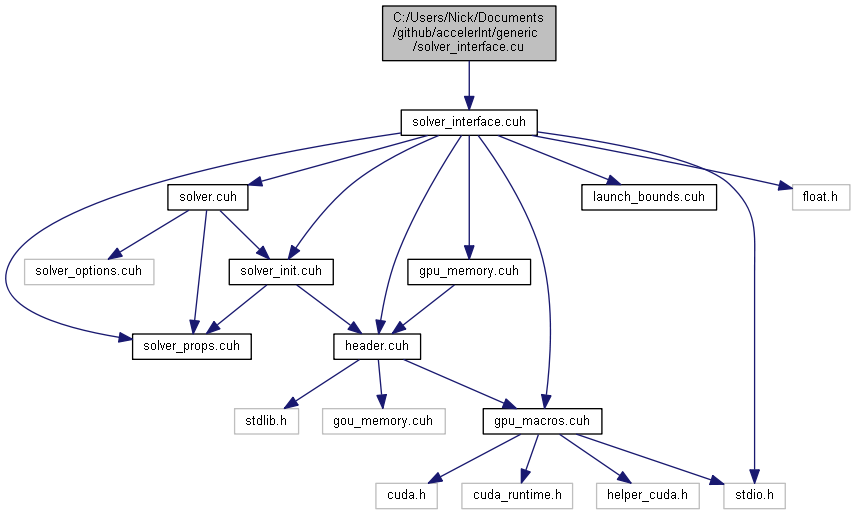 C:/Users/Nick/Documents
/github/accelerInt/generic
/solver_interface.cu
solver_interface.cuh
solver.cuh
launch_bounds.cuh
float.h
solver_options.cuh
solver_init.cuh
gpu_memory.cuh
solver_props.cuh
header.cuh
stdlib.h
gou_memory.cuh
gpu_macros.cuh
cuda.h
cuda_runtime.h
helper_cuda.h
stdio.h